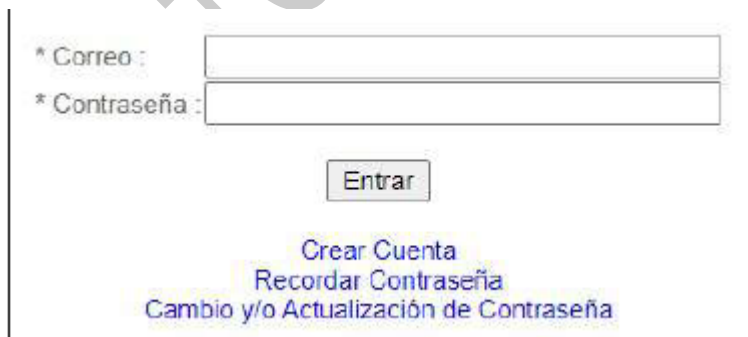 * Correo :
* Contraseña :
Entrar
Crear Cuenta
Recordar Contraseña
Cambio y/o Actualización de Contraseña